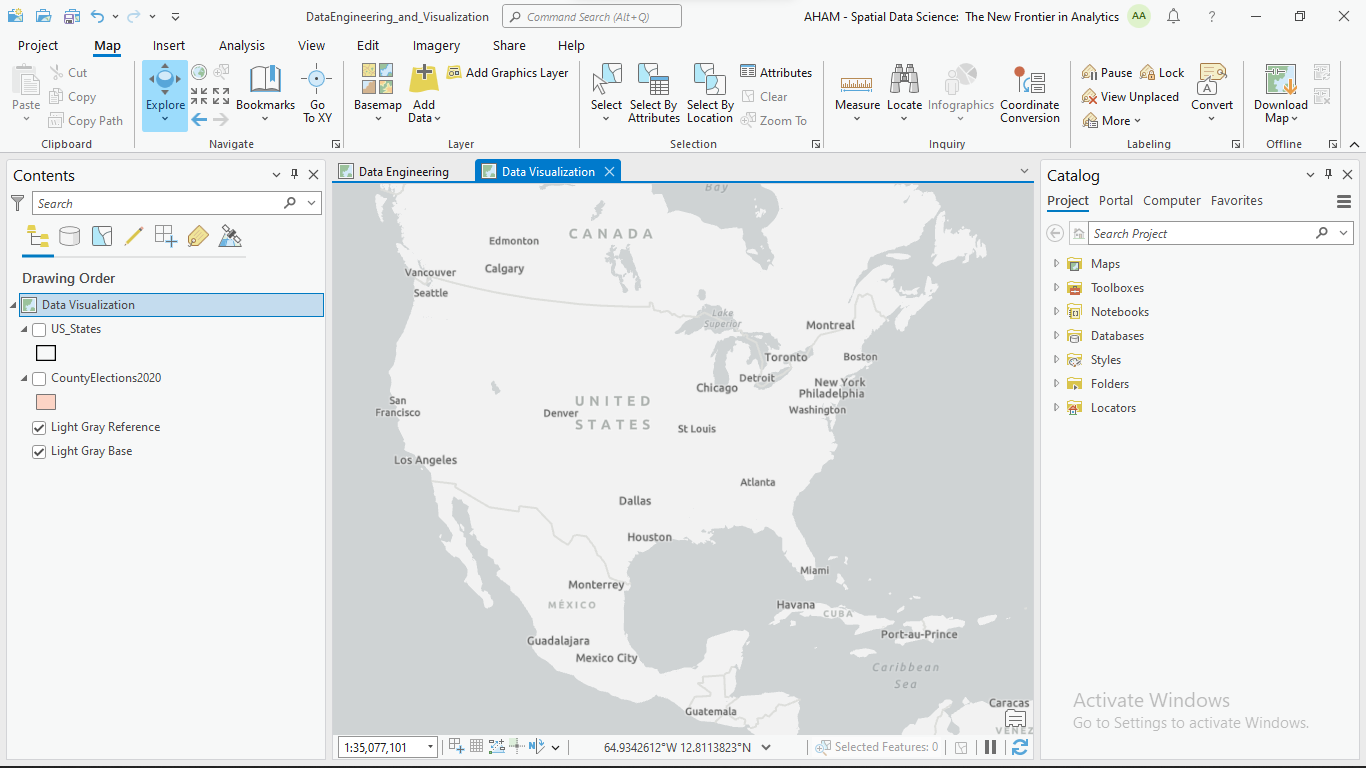 DataEngineering_and_Visualization
Command Search (Alt+Q)
AHAM - Spatial Data Science: The New Frontier in Analytics
AA
Project
Map
Insert
Analysis
View
Edit
Imagery
Share
Help
Paste
Cut
Copy
Copy Path
Clipboard
Explore
Bookmarks
Go
To XY
Navigate
Basemap
Add
Data
Add Graphics Layer
Layer
Select
Select By
Attributes
Select By
Location
Attributes
Clear
Zoom To
Selection
Measure
Locate
Infographics
Coordinate
Conversion
Inquiry
Pause
Lock
View Unplaced
More
Convert
Labeling
Download
Map
Offline
Contents
Search
Drawing Order
Data Visualization
US_States
CountyElections2020
Light Gray Reference
Light Gray Base
Data Engineering
Data Visualization
Bay
CANADA
Edmonton
Calgary
Vancouver
Seattle
Lake
Superior
Montreal
Toronto
Boston
Detroit
Chicago
New York
Philadelphia
Washington
San
Francisco
Denver
UNITED
STATES
St Louis
Los Angeles
Atlanta
Dallas
Houston
Miami
Monterrey
MÉXICO
Havana
CUBA
Port-au-Prince
Guadalajara
Mexico City
Caribbean
Sea
Guatemala
Caracas
VENEZ
1:35,077,101
64.9342612°W 12.8113823°N
Selected Features: 0
Catalog
Project
Portal
Computer
Favorites
Search Project
Maps
Toolboxes
Notebooks
Databases
Styles
Folders
Locators
Activate Windows
Go to Settings to activate Windows.